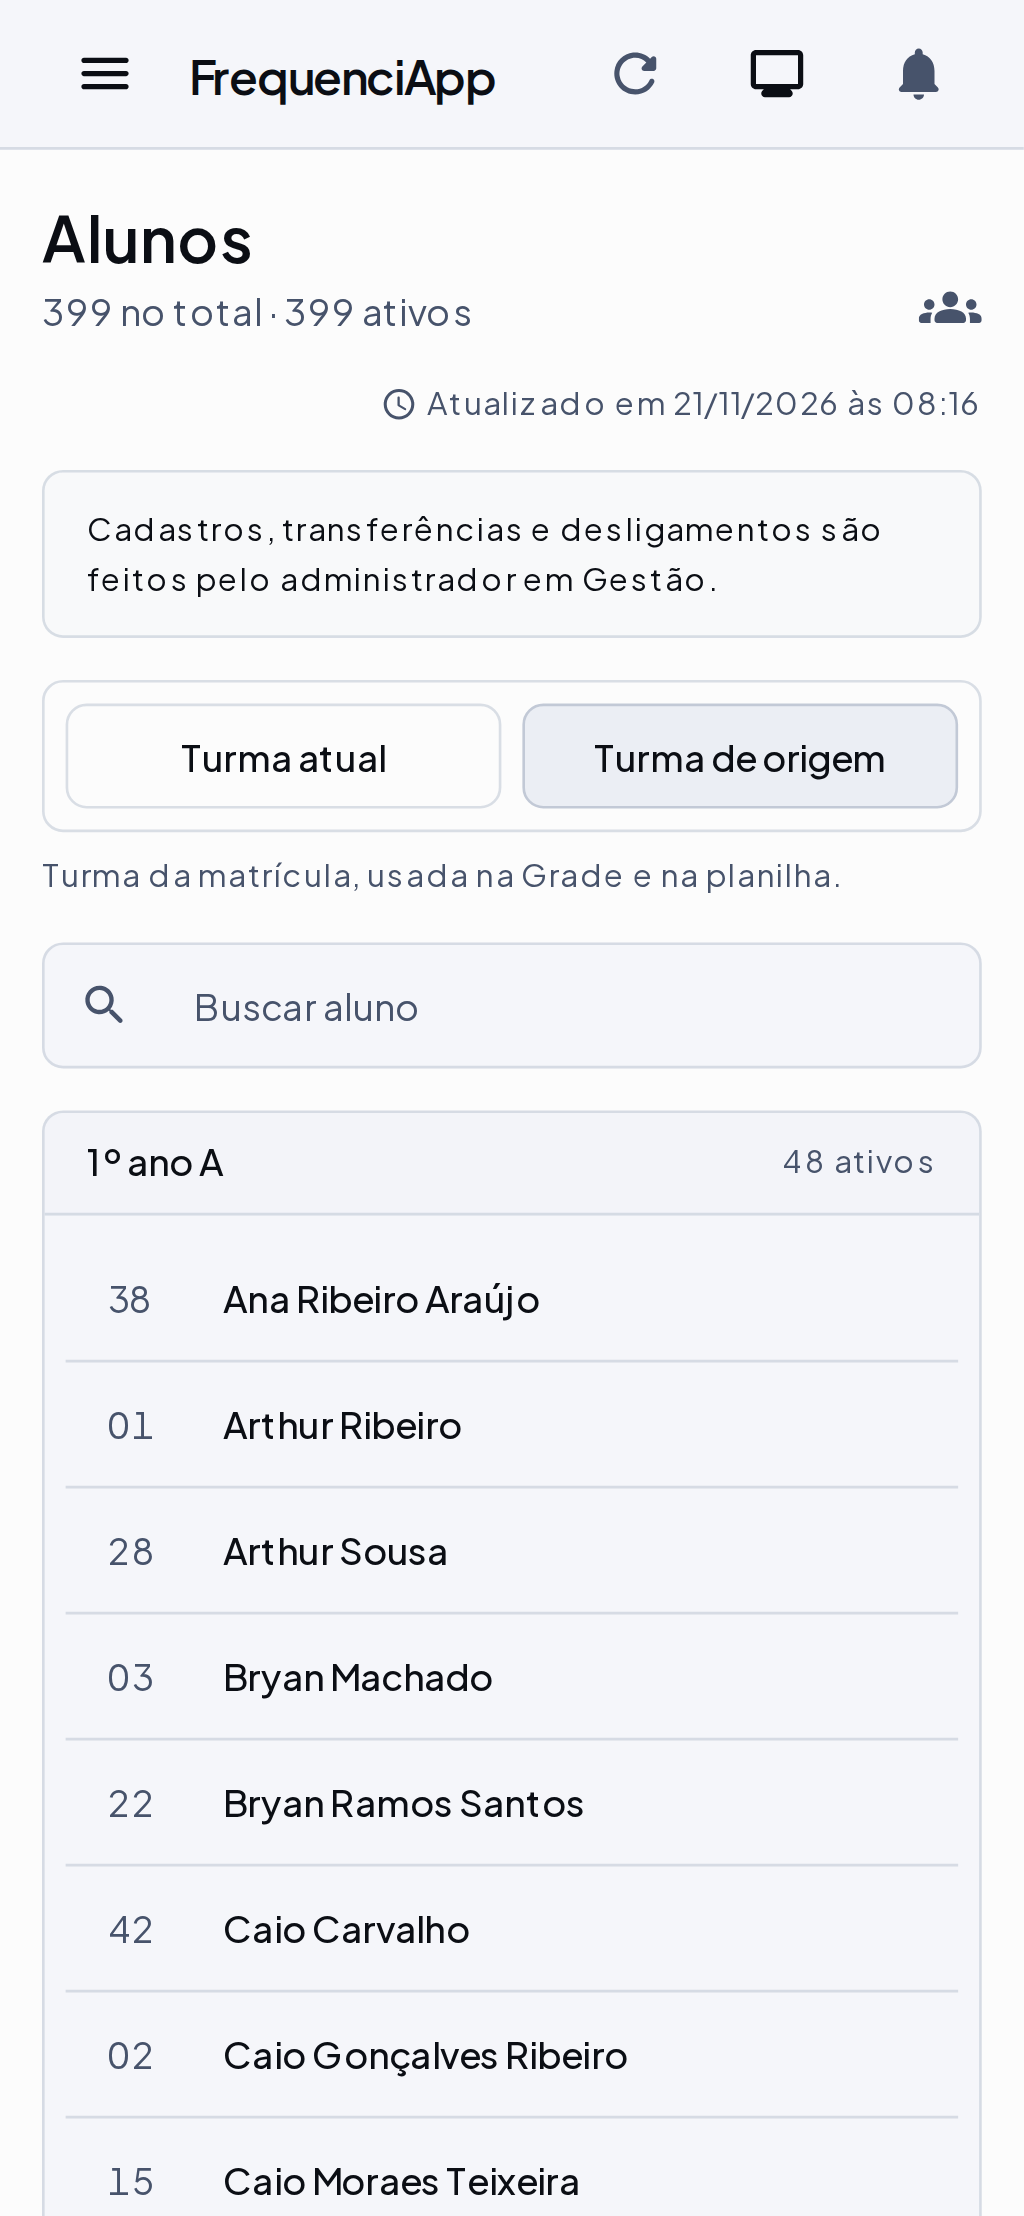 FrequenciApp
Alunos
399 no total · 399 ativos
Atualizado em 21/11/2026 às 08:16
Cadastros, transferências e desligamentos são
feitos pelo administrador em Gestão.
Turma atual
Turma de origem
Turma da matrícula, usada na Grade e na planilha.
Buscar aluno
1º ano A
48 ativos
38 Ana Ribeiro Araújo
01 Arthur Ribeiro
28 Arthur Sousa
03 Bryan Machado
22 Bryan Ramos Santos
42 Caio Carvalho
02 Caio Gonçalves Ribeiro
15 Caio Moraes Teixeira